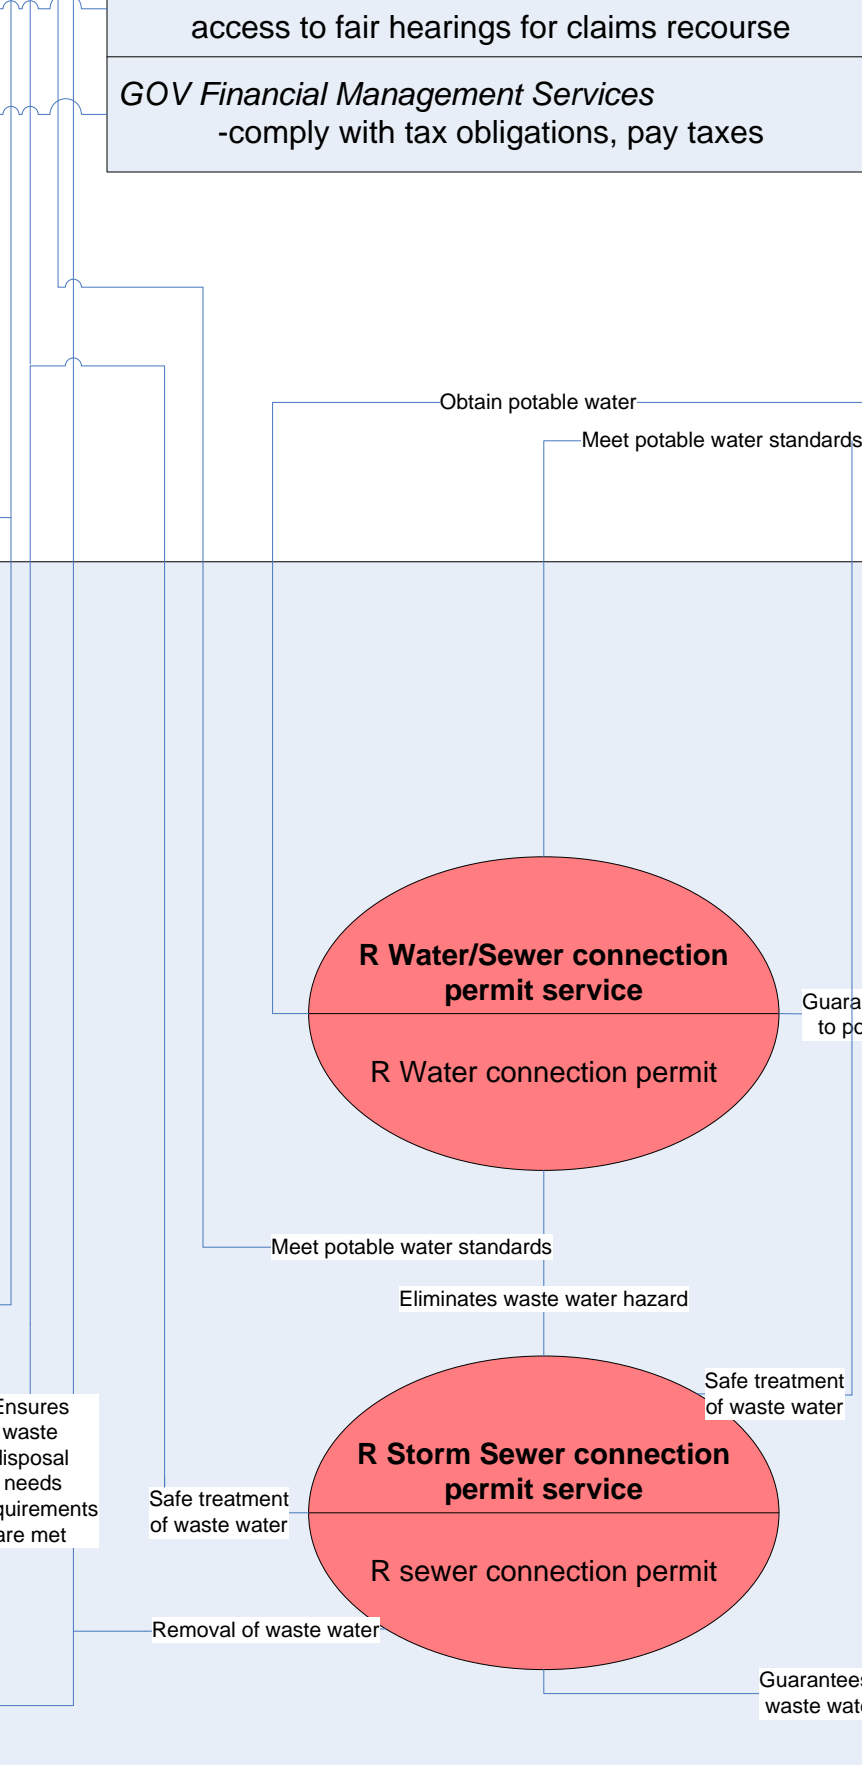 access to fair hearings for claims recourse
GOV Financial Management Services
-comply with tax obligations, pay taxes
Obtain potable water
Meet potable water standards
R Water/Sewer connection
permit service
R Water connection permit
to
Meet potable water standards
Eliminates waste water hazard
Safe treatment
of waste water
waste
needs
are met
R Storm Sewer connection
permit service
R sewer connection permit
Safe treatment
of waste water
Removal of waste water
Guarantees
waste